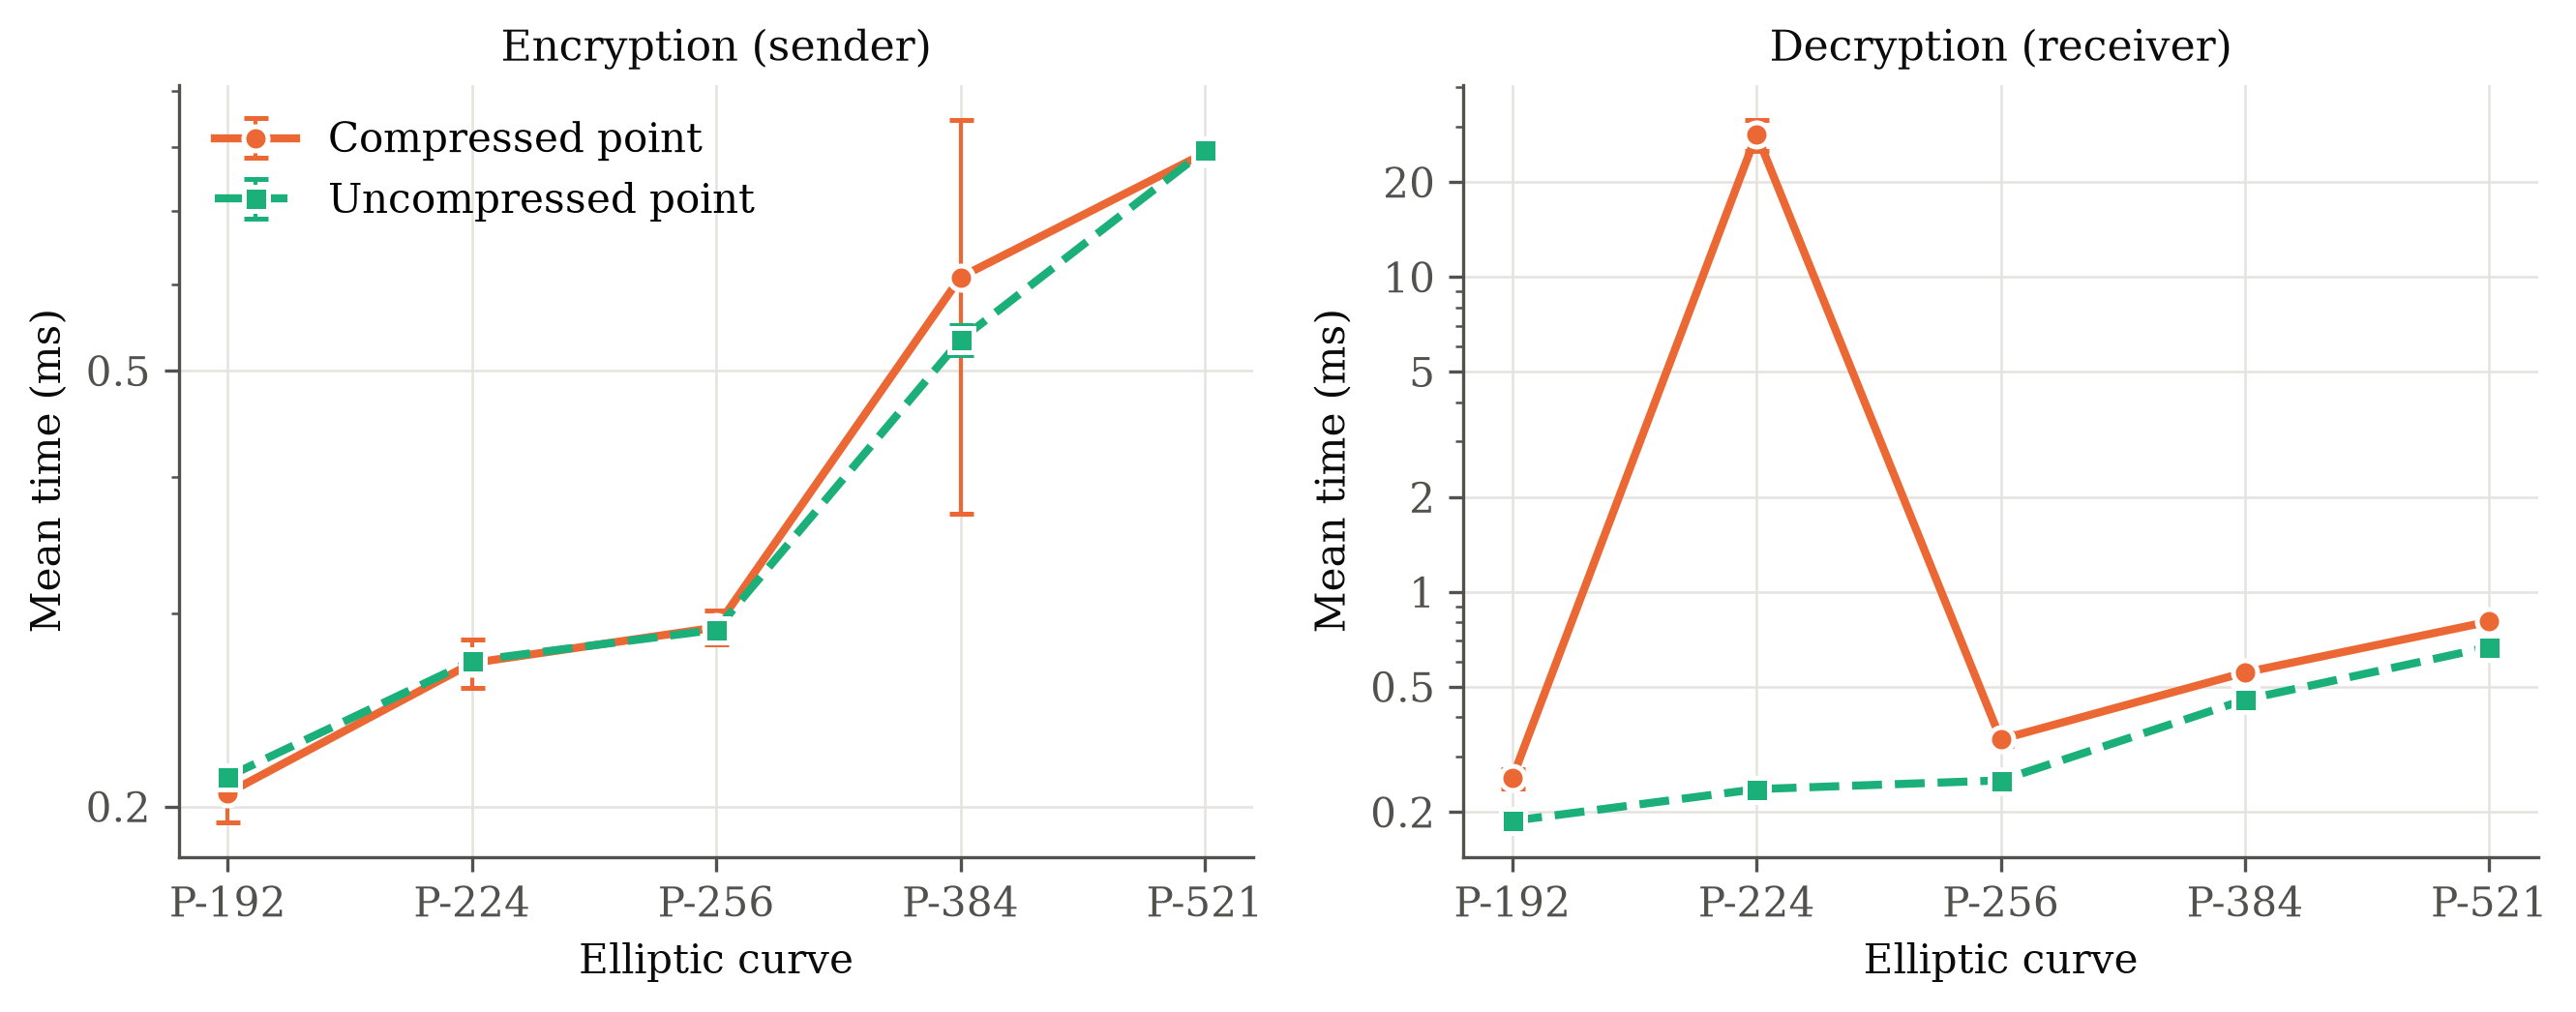 Encryption (sender)
Compressed point
Uncompressed point
Mean time (ms)
0.5
0.2
P-192 P-224 P-256 P-384 P-521
Elliptic curve
Decryption (receiver)
Mean time (ms)
20
10
5
2
1
0.5
0.2
P-192 P-224 P-256 P-384 P-521
Elliptic curve